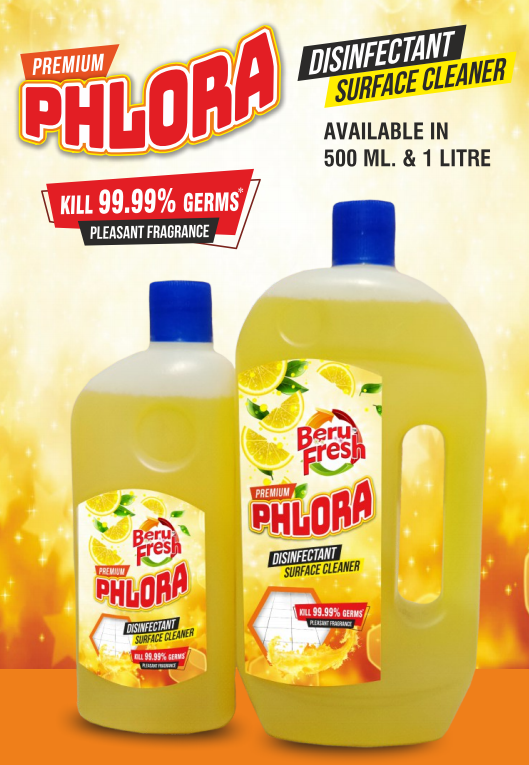 PREMIUM
PHLORA
DISINFECTANT
SURFACE CLEANER
AVAILABLE IN
500 ML. & 1 LITRE
KILL 99.99% GERMS*
PLEASANT FRAGRANCE
Beru
Fresh
PREMIUM
PHLORA
DISINFECTANT
SURFACE CLEANER
KILL 99.99% GERMS*
PLEASANT FRAGRANCE
Beru
Fresh
PREMIUM
PHLORA
DISINFECTANT
SURFACE CLEANER
KILL 99.99% GERMS*
PLEASANT FRAGRANCE